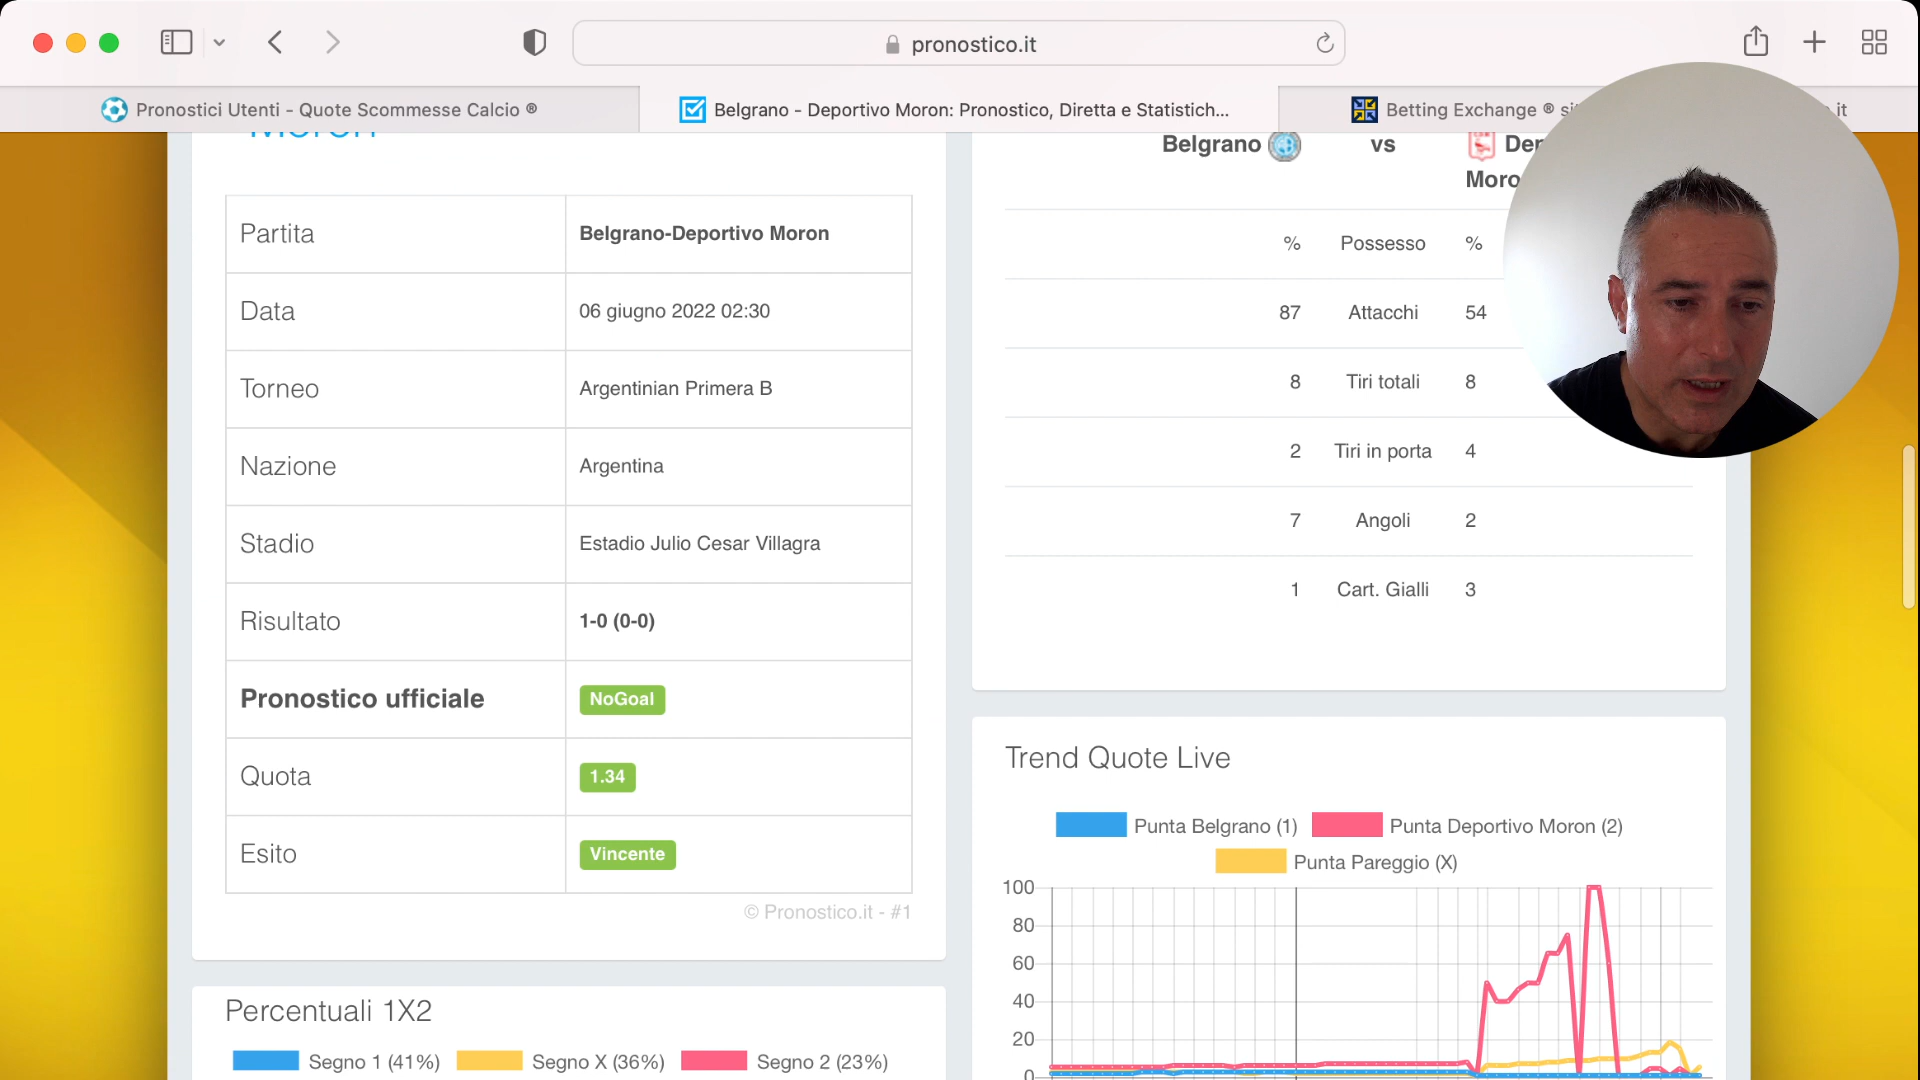 pronostico.it
Pronostici Utenti - Quote Scommesse Calcio ®
Belgrano - Deportivo Moron: Pronostico, Diretta e Statistich...
Betting Exchange ®
it
Moron
Partita Belgrano-Deportivo Moron
Data 06 giugno 2022 02:30
Torneo Argentinian Primera B
Nazione Argentina
Stadio Estadio Julio Cesar Villagra
Risultato 1-0 (0-0)
Pronostico ufficiale NoGoal
Quota 1.34
Esito Vincente
© Pronostico.it - #1
Percentuali 1X2
Segno 1 (41%) Segno X (36%) Segno 2 (23%)
Belgrano vs
% Possesso %
87 Attacchi 54
8 Tiri totali 8
2 Tiri in porta 4
7 Angoli 2
1 Cart. Gialli 3
Trend Quote Live
Punta Belgrano (1) Punta Deportivo Moron (2)
Punta Pareggio (X)
100
80
60
40
20
0